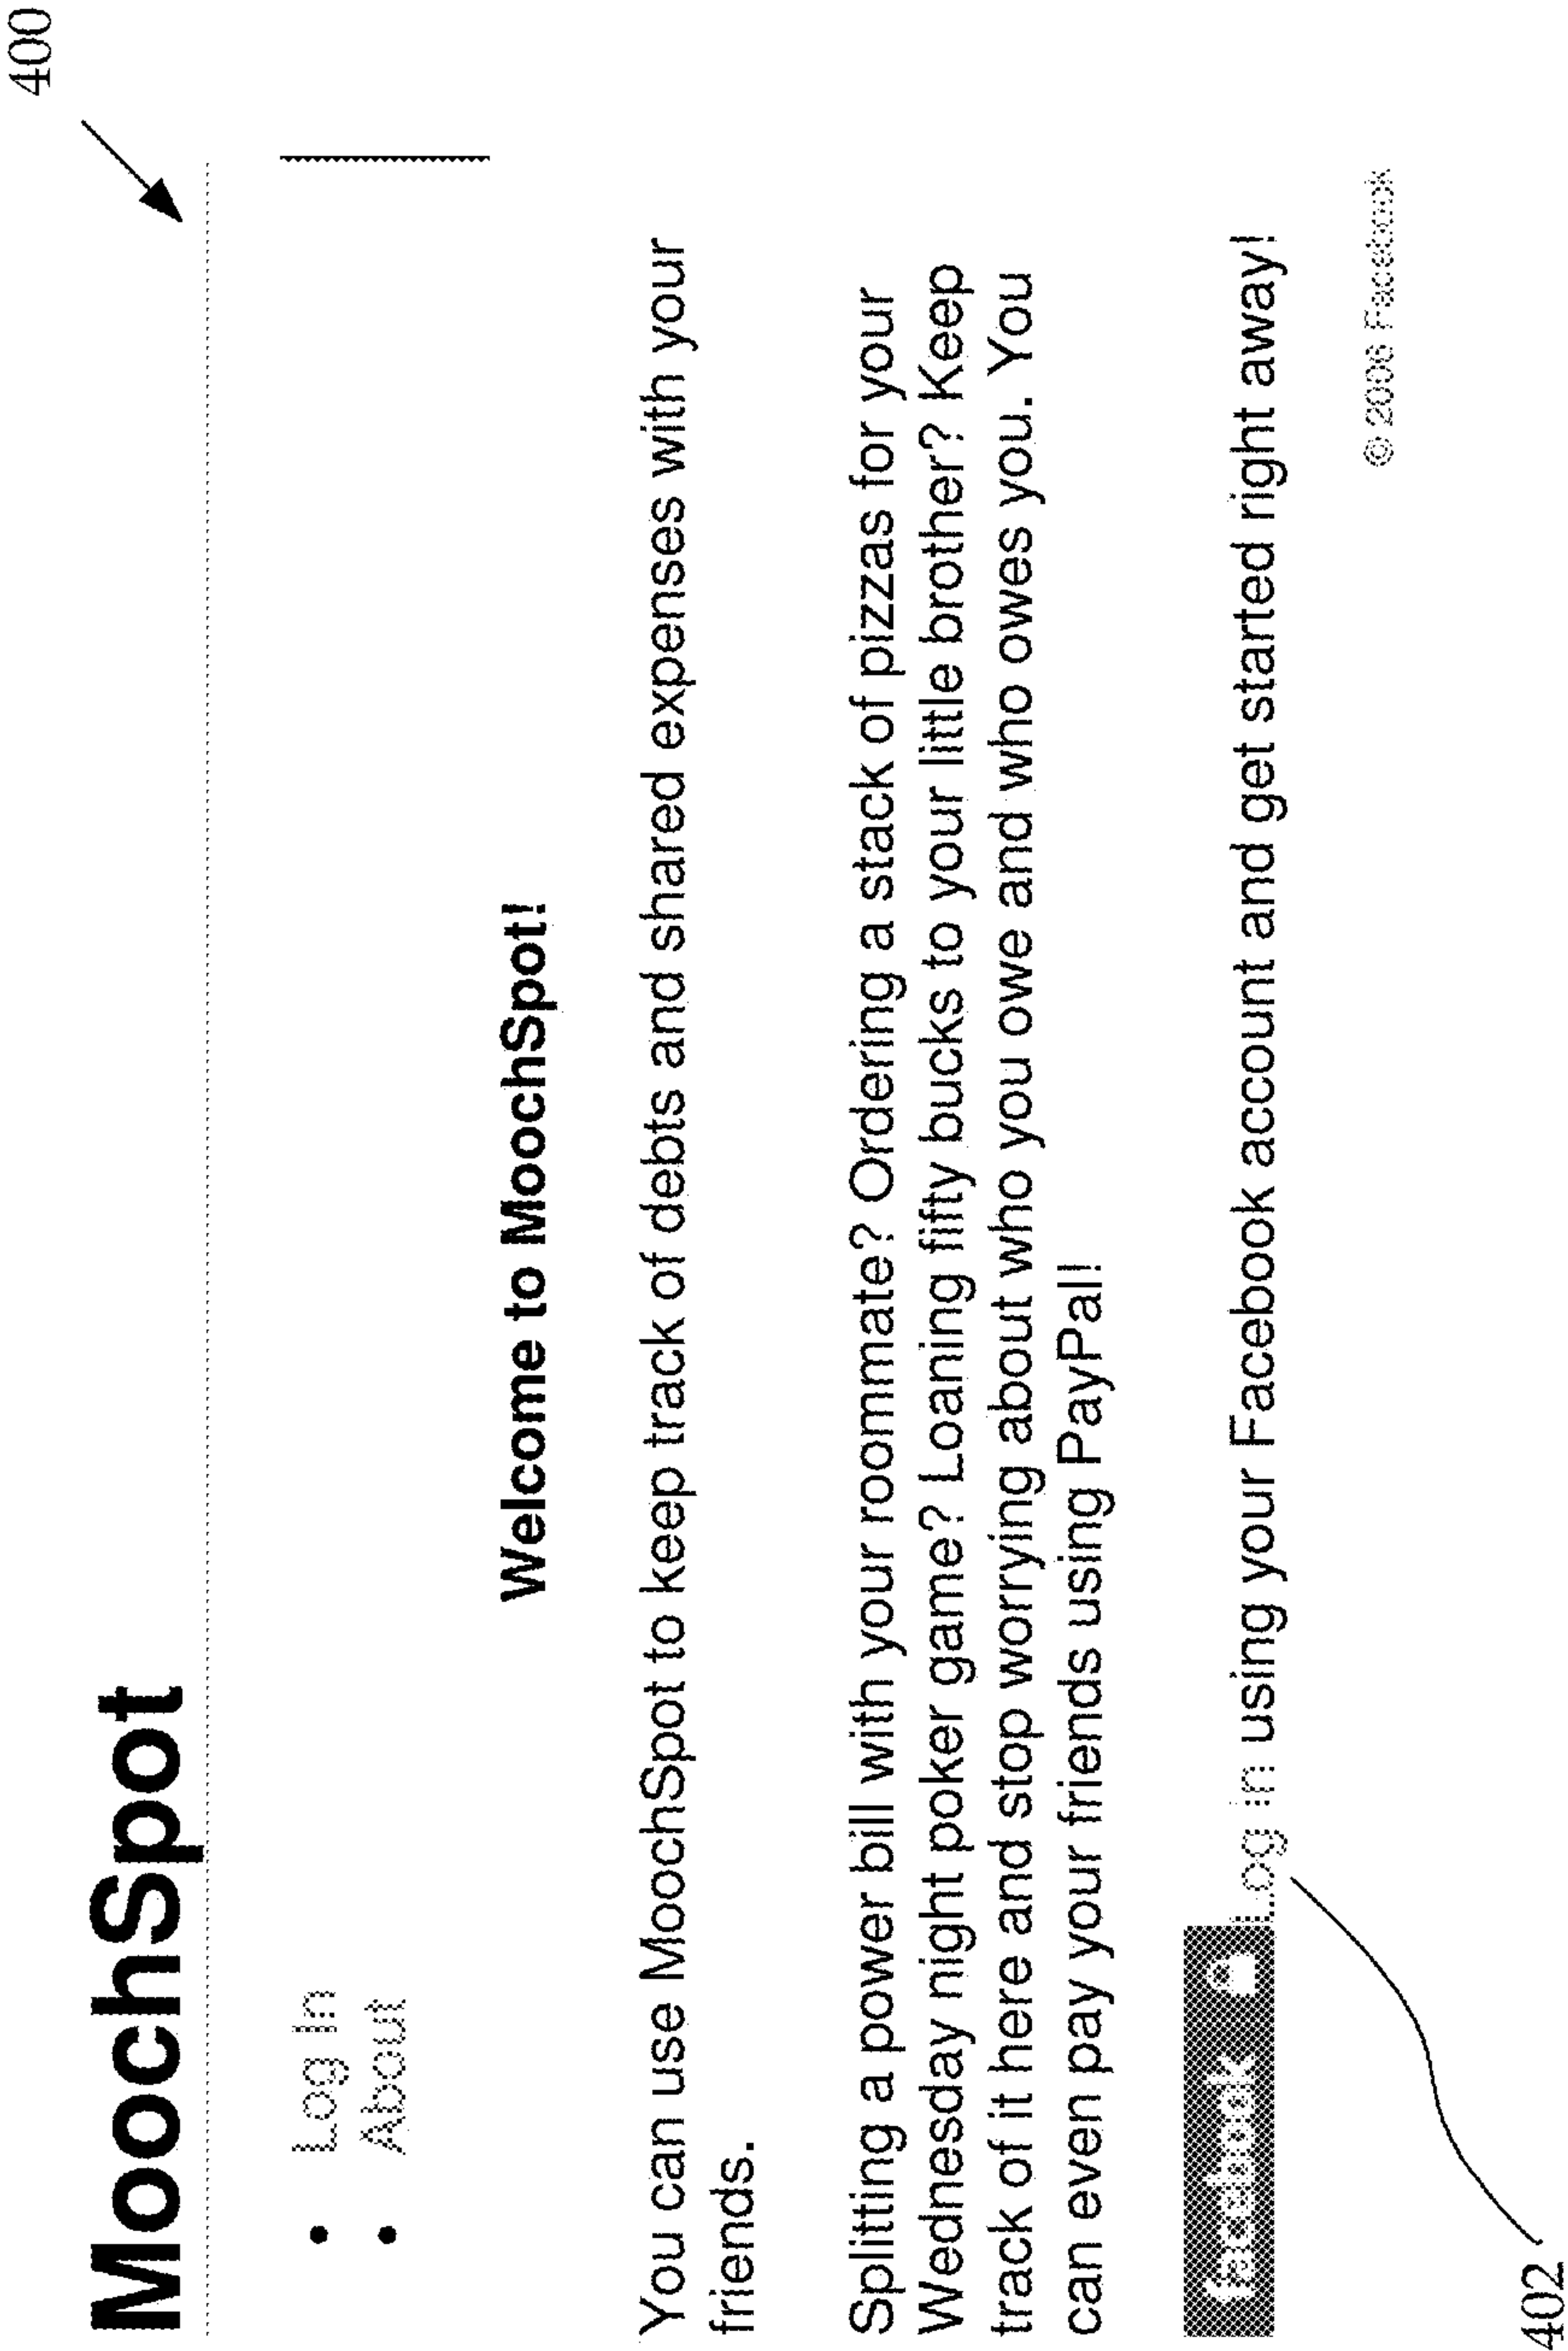 400
MoochSpot
• Log In
• About
Welcome to MoochSpot!
You can use MoochSpot to keep track of debts and shared expenses with your
friends.
Splitting a power bill with your roommate? Ordering a stack of pizzas for your
Wednesday night poker game? Loaning fifty bucks to your little brother? Keep
track of it here and stop worrying about who you owe and who owes you. You
can even pay your friends using PayPal!
facebook Log in using your Facebook account and get started right away!
© 2006 Facebook
402